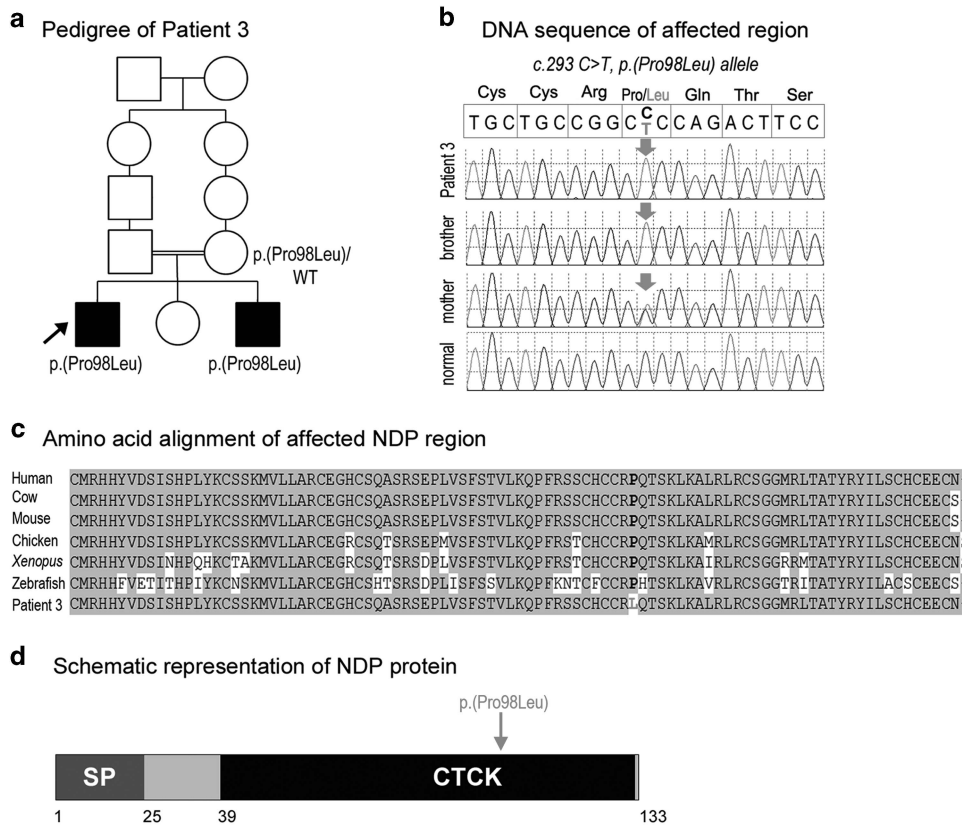 a Pedigree of Patient 3
p.(Pro98Leu)/
WT
p.(Pro98Leu)
p.(Pro98Leu)
b DNA sequence of affected region
c.293 C>T, p.(Pro98Leu) allele
Cys Cys Arg Pro/Leu Gln Thr Ser
C
T G C T G C C G G C T C C A G A C T T C C
Patient 3
brother
mother
normal
c Amino acid alignment of affected NDP region
Human CMRHHYVDSISHPLYKCSSKMVLLARCEGHCSQASRSEPLVSFSTVLKQPFRSSCHCCRPQTSKLKALRLRCSGGMRLTATYRYILSCHCEECN
Cow CMRHHYVDSISHPLYKCSSKMVLLARCEGHCSQASRSEPLVSFSTVLKQPFRSSCHCCRPQTSKLKALRLRCSGGMRLTATYRYILSCHCEECS
Mouse CMRHHYVDSISHPLYKCSSKMVLLARCEGHCSQASRSEPLVSFSTVLKQPFRSSCHCCRPQTSKLKALRLRCSGGMRLTATYRYILSCHCEECS
Chicken CMRHHYVDSISHPLYKCSSKMVLLARCEGRCSQTSRSEPMVSFSTVLKQPFRSTCHCCRPQTSKLKAMRLRCSGGMRLTATYRYILSCHCEECN
Xenopus CMRHHYVDSISNHPQHKCTAKMVLLARCEGRCSQTSRSDPLVSFSTVLKQPFRSTCHCCRPQTSKLKAIRLRCSGGRRMTATYRYILSCHCEECN
Zebrafish CMRHHFVETITHPIYKCNSKMVLLARCEGHCSHTSRSDPLISFSSVLKQPFKNTCFCCRPHTSKLKAVRLRCSGGTRITATYRYILACSCEECS
Patient 3 CMRHHYVDSISHPLYKCSSKMVLLARCEGHCSQASRSEPLVSFSTVLKQPFRSSCHCCRLQTSKLKALRLRCSGGMRLTATYRYILSCHCEECN
d Schematic representation of NDP protein
p.(Pro98Leu)
SP CTCK
1 25 39 133